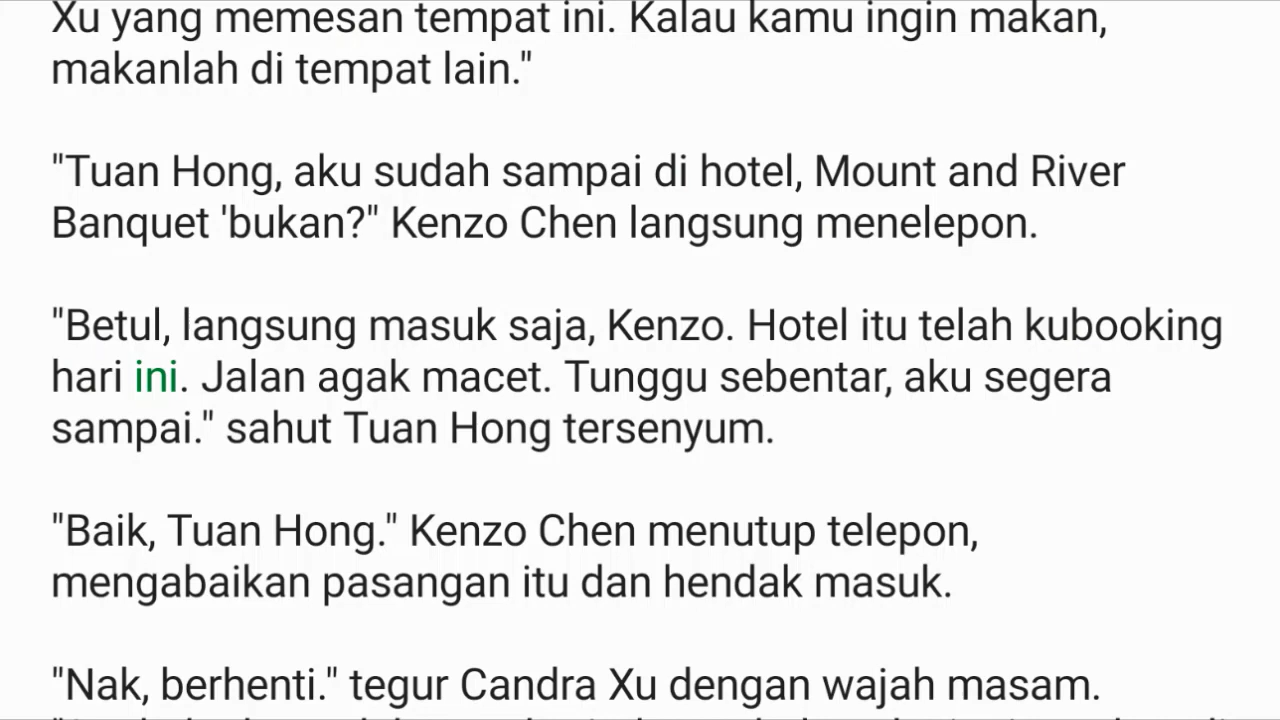 Xu yang memesan tempat ini. Kalau kamu ingin makan,
makanlah di tempat lain."
"Tuan Hong, aku sudah sampai di hotel, Mount and River
Banquet 'bukan?" Kenzo Chen langsung menelepon.
"Betul, langsung masuk saja, Kenzo. Hotel itu telah kubooking
hari ini. Jalan agak macet. Tunggu sebentar, aku segera
sampai." sahut Tuan Hong tersenyum.
"Baik, Tuan Hong." Kenzo Chen menutup telepon,
mengabaikan pasangan itu dan hendak masuk.
"Nak, berhenti." tegur Candra Xu dengan wajah masam.